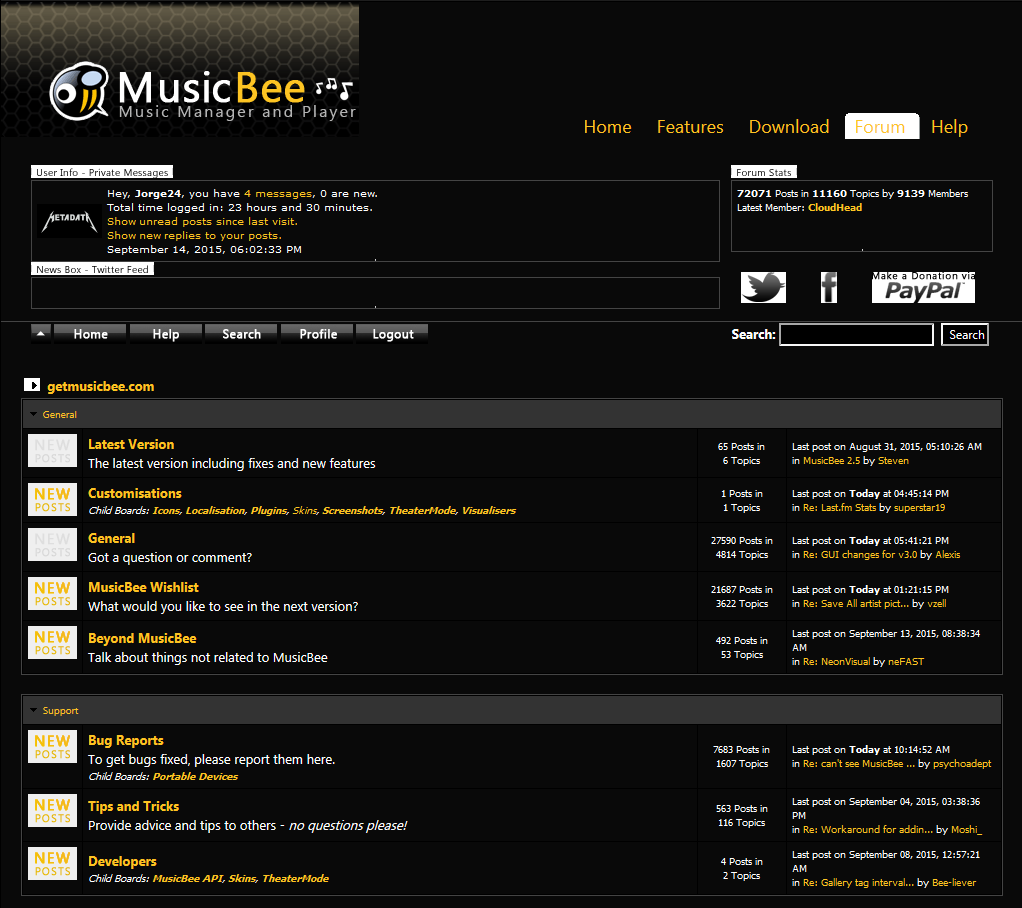 MusicBee
Music Manager and Player
Home Features Download Forum Help
User Info - Private Messages
METADATA
Hey, Jorge24, you have 4 messages, 0 are new.
Total time logged in: 23 hours and 30 minutes.
Show unread posts since last visit.
Show new replies to your posts.
September 14, 2015, 06:02:33 PM
Forum Stats
72071 Posts in 11160 Topics by 9139 Members
Latest Member: CloudHead
News Box - Twitter Feed
f
Make a Donation via
PayPal
Home Help Search Profile Logout
Search: Search
getmusicbee.com
General
NEW
POSTS
Latest Version
The latest version including fixes and new features
65 Posts in
6 Topics
Last post on August 31, 2015, 05:10:26 AM
in MusicBee 2.5 by Steven
NEW
POSTS
Customisations
Child Boards: Icons, Localisation, Plugins, Skins, Screenshots, TheaterMode, Visualisers
1 Posts in
1 Topics
Last post on Today at 04:45:14 PM
in Re: Last.fm Stats by superstar19
NEW
POSTS
General
Got a question or comment?
27590 Posts in
4814 Topics
Last post on Today at 05:41:21 PM
in Re: GUI changes for v3.0 by Alexis
NEW
POSTS
MusicBee Wishlist
What would you like to see in the next version?
21687 Posts in
3622 Topics
Last post on Today at 01:21:15 PM
in Re: Save All artist pict... by vzell
NEW
POSTS
Beyond MusicBee
Talk about things not related to MusicBee
492 Posts in
53 Topics
Last post on September 13, 2015, 08:38:34
AM
in Re: NeonVisual by neFAST
Support
NEW
POSTS
Bug Reports
To get bugs fixed, please report them here.
Child Boards: Portable Devices
7683 Posts in
1607 Topics
Last post on Today at 10:14:52 AM
in Re: can't see MusicBee ... by psychoadept
NEW
POSTS
Tips and Tricks
Provide advice and tips to others - no questions please!
563 Posts in
116 Topics
Last post on September 04, 2015, 03:38:36
PM
in Re: Workaround for addin... by Moshi_
NEW
POSTS
Developers
Child Boards: MusicBee API, Skins, TheaterMode
4 Posts in
2 Topics
Last post on September 08, 2015, 12:57:21
AM
in Re: Gallery tag interval... by Bee-liever